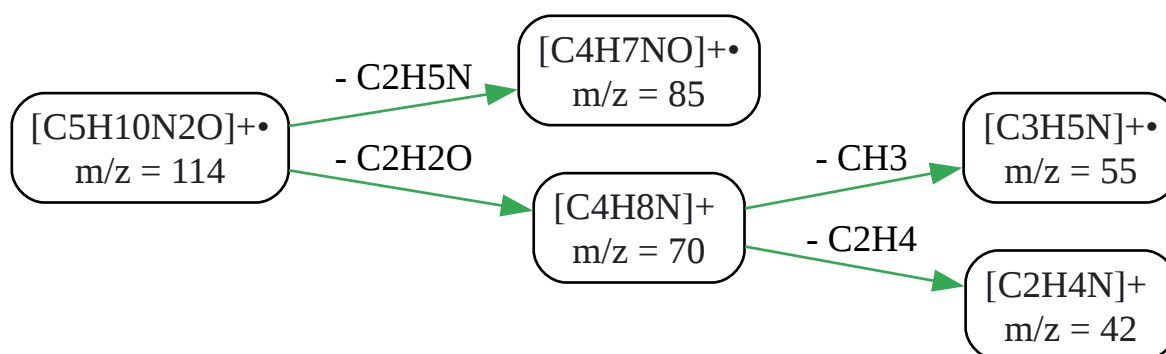 [C5H10N2O]+•
m/z = 114
- C2H5N
- C2H2O
[C4H7NO]+•
m/z = 85
[C4H8N]+
m/z = 70
- CH3
- C2H4
[C3H5N]+•
m/z = 55
[C2H4N]+
m/z = 42